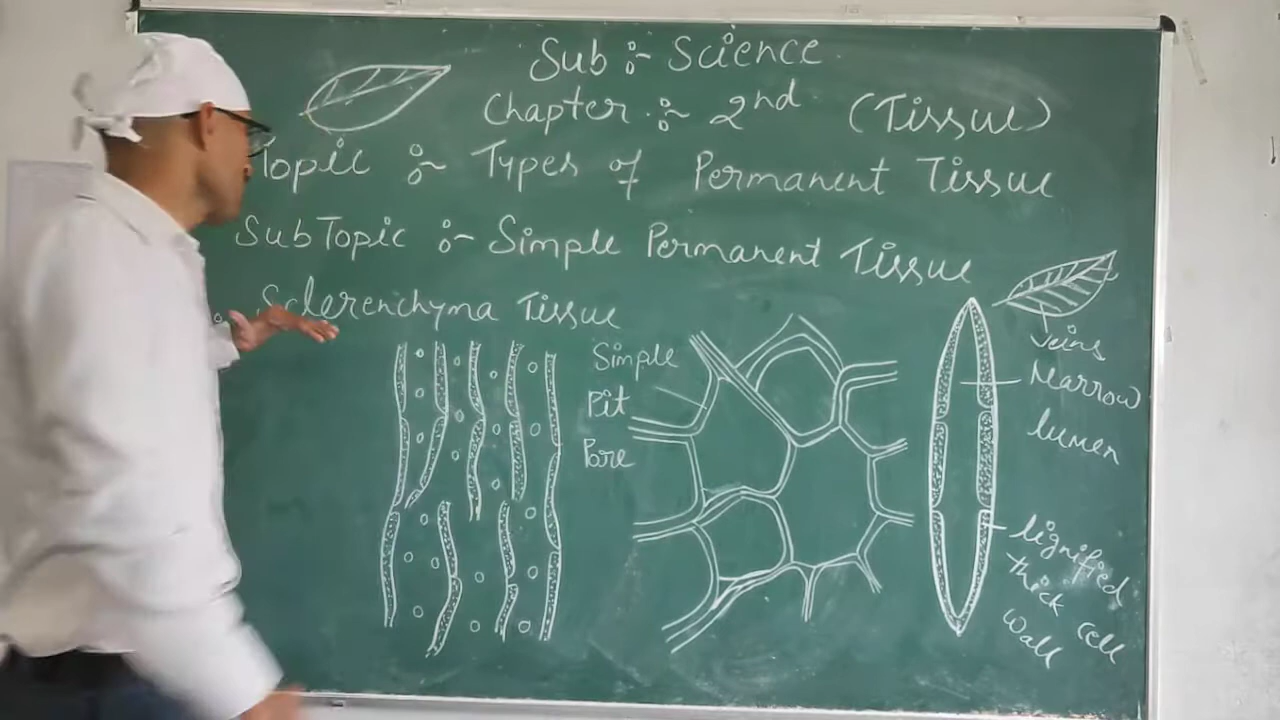 Sub :- Science
Chapter :- 2nd (Tissue)
Topic :- Types of Permanent Tissue
SubTopic :- Simple Permanent Tissue
Sclerenchyma Tissue
Simple
Pit
Pore
Veins
Narrow
lumen
lignified
thick cell
wall